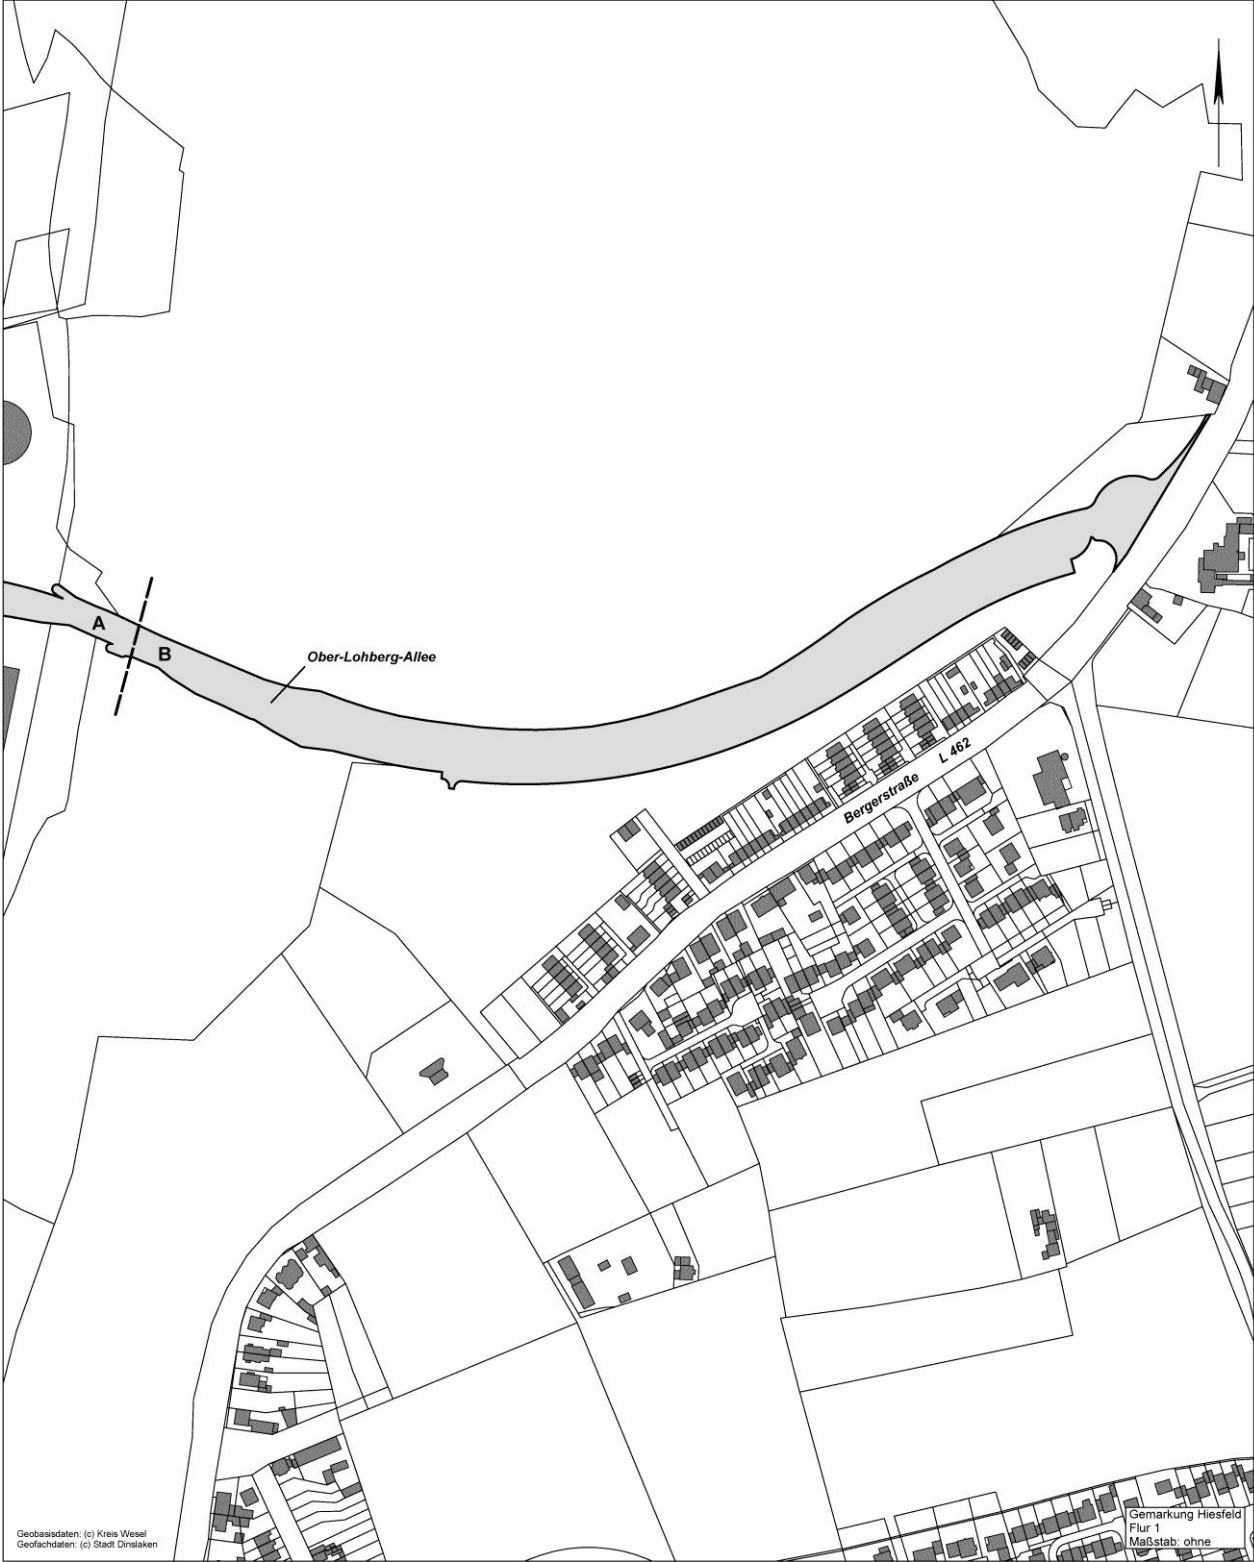 A
B
Ober-Lohberg-Allee
Bergerstraße L 462
Geobasisdaten: (c) Kreis Wesel
Geofachdaten: (c) Stadt Dinslaken
Gemarkung Hiesfeld
Flur 1
Maßstab: ohne